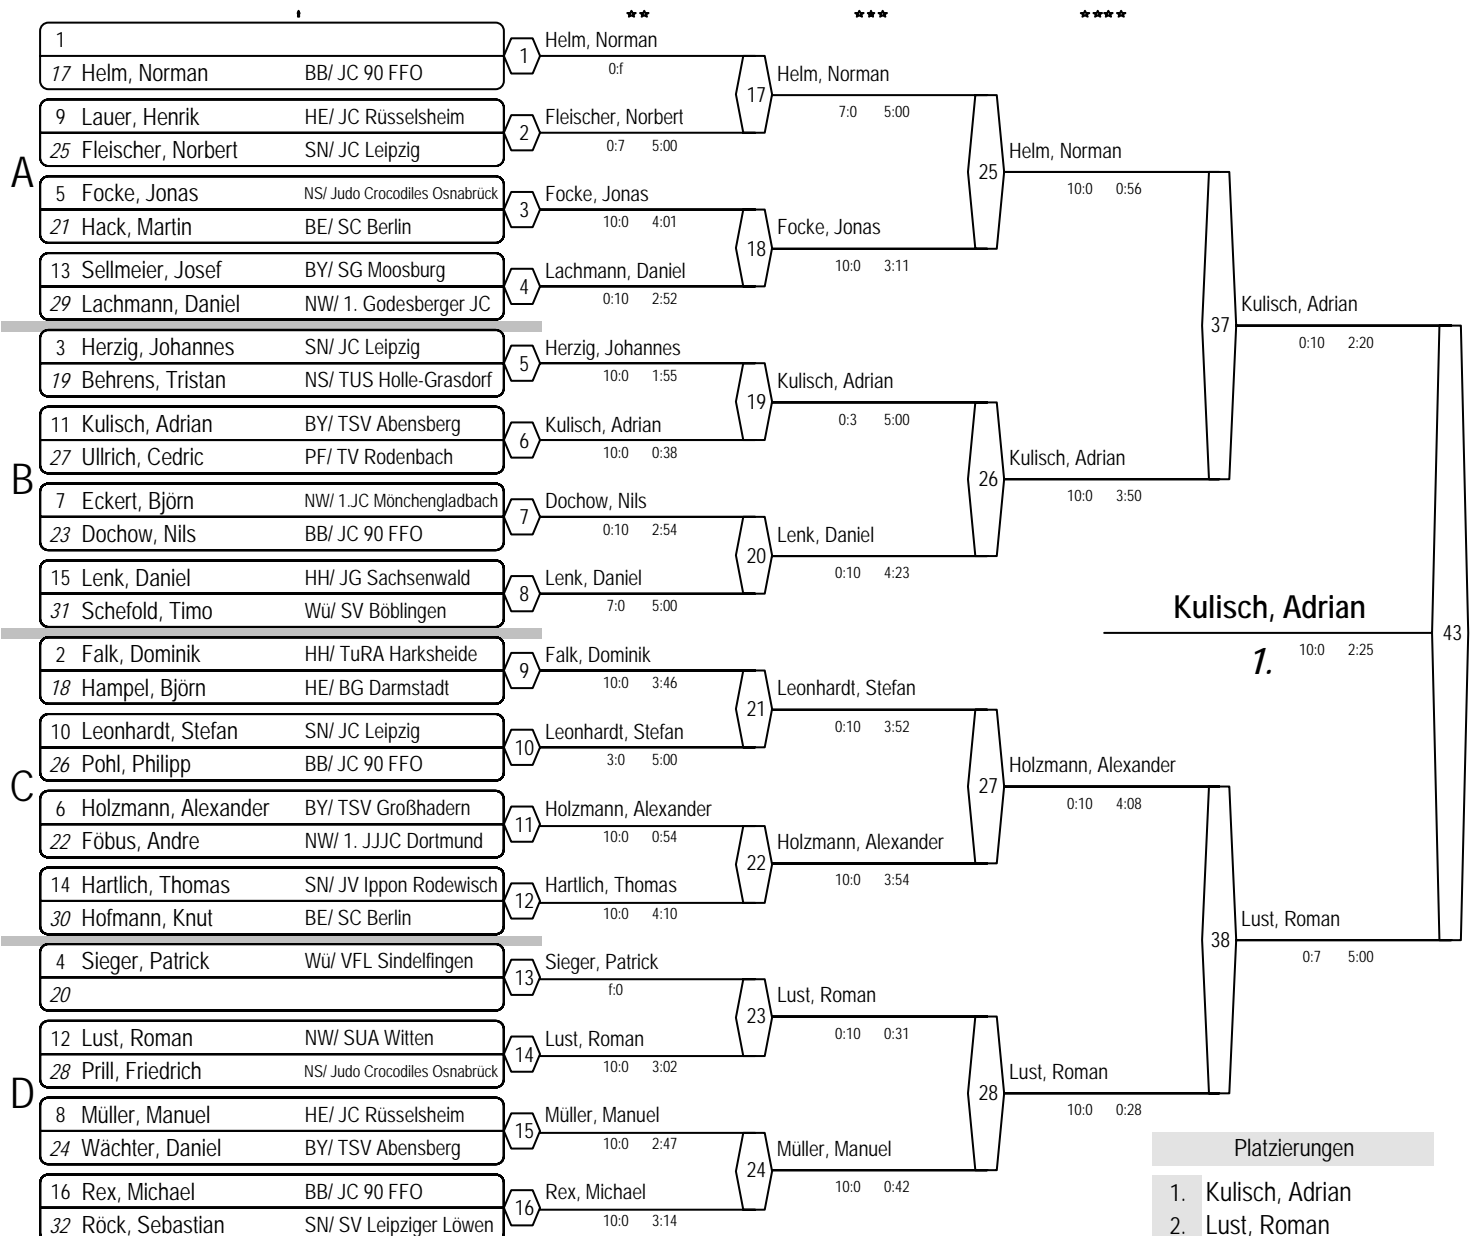 * ** *** ****
1
17 Helm, Norman BB/ JC 90 FFO
1
Helm, Norman
0:f
9 Lauer, Henrik HE/ JC Rüsselsheim
25 Fleischer, Norbert SN/ JC Leipzig
2
Fleischer, Norbert
0:7 5:00
17
Helm, Norman
7:0 5:00
A
5 Focke, Jonas NS/ Judo Crocodiles Osnabrück
21 Hack, Martin BE/ SC Berlin
3
Focke, Jonas
10:0 4:01
13 Sellmeier, Josef BY/ SG Moosburg
29 Lachmann, Daniel NW/ 1. Godesberger JC
4
Lachmann, Daniel
0:10 2:52
18
Focke, Jonas
10:0 3:11
25
Helm, Norman
10:0 0:56
3 Herzig, Johannes SN/ JC Leipzig
19 Behrens, Tristan NS/ TUS Holle-Grasdorf
5
Herzig, Johannes
10:0 1:55
11 Kulisch, Adrian BY/ TSV Abensberg
27 Ullrich, Cedric PF/ TV Rodenbach
6
Kulisch, Adrian
10:0 0:38
19
Kulisch, Adrian
0:3 5:00
B
7 Eckert, Björn NW/ 1.JC Mönchengladbach
23 Dochow, Nils BB/ JC 90 FFO
7
Dochow, Nils
0:10 2:54
15 Lenk, Daniel HH/ JG Sachsenwald
31 Schefold, Timo Wü/ SV Böblingen
8
Lenk, Daniel
7:0 5:00
20
Lenk, Daniel
0:10 4:23
26
Kulisch, Adrian
10:0 3:50
37
Kulisch, Adrian
0:10 2:20
2 Falk, Dominik HH/ TuRA Harksheide
18 Hampel, Björn HE/ BG Darmstadt
9
Falk, Dominik
10:0 3:46
10 Leonhardt, Stefan SN/ JC Leipzig
26 Pohl, Philipp BB/ JC 90 FFO
10
Leonhardt, Stefan
3:0 5:00
21
Leonhardt, Stefan
0:10 3:52
C
6 Holzmann, Alexander BY/ TSV Großhadern
22 Föbus, Andre NW/ 1. JJJC Dortmund
11
Holzmann, Alexander
10:0 0:54
14 Hartlich, Thomas SN/ JV Ippon Rodewisch
30 Hofmann, Knut BE/ SC Berlin
12
Hartlich, Thomas
10:0 4:10
22
Holzmann, Alexander
10:0 3:54
27
Holzmann, Alexander
0:10 4:08
4 Sieger, Patrick Wü/ VFL Sindelfingen
20
13
Sieger, Patrick
f:0
12 Lust, Roman NW/ SUA Witten
28 Prill, Friedrich NS/ Judo Crocodiles Osnabrück
14
Lust, Roman
10:0 3:02
23
Lust, Roman
0:10 0:31
D
8 Müller, Manuel HE/ JC Rüsselsheim
24 Wächter, Daniel BY/ TSV Abensberg
15
Müller, Manuel
10:0 2:47
16 Rex, Michael BB/ JC 90 FFO
32 Röck, Sebastian SN/ SV Leipziger Löwen
16
Rex, Michael
10:0 3:14
24
Müller, Manuel
10:0 0:42
28
Lust, Roman
10:0 0:28
38
Lust, Roman
0:7 5:00
43
Kulisch, Adrian
1. 10:0 2:25
Platzierungen
1. Kulisch, Adrian
2. Lust, Roman